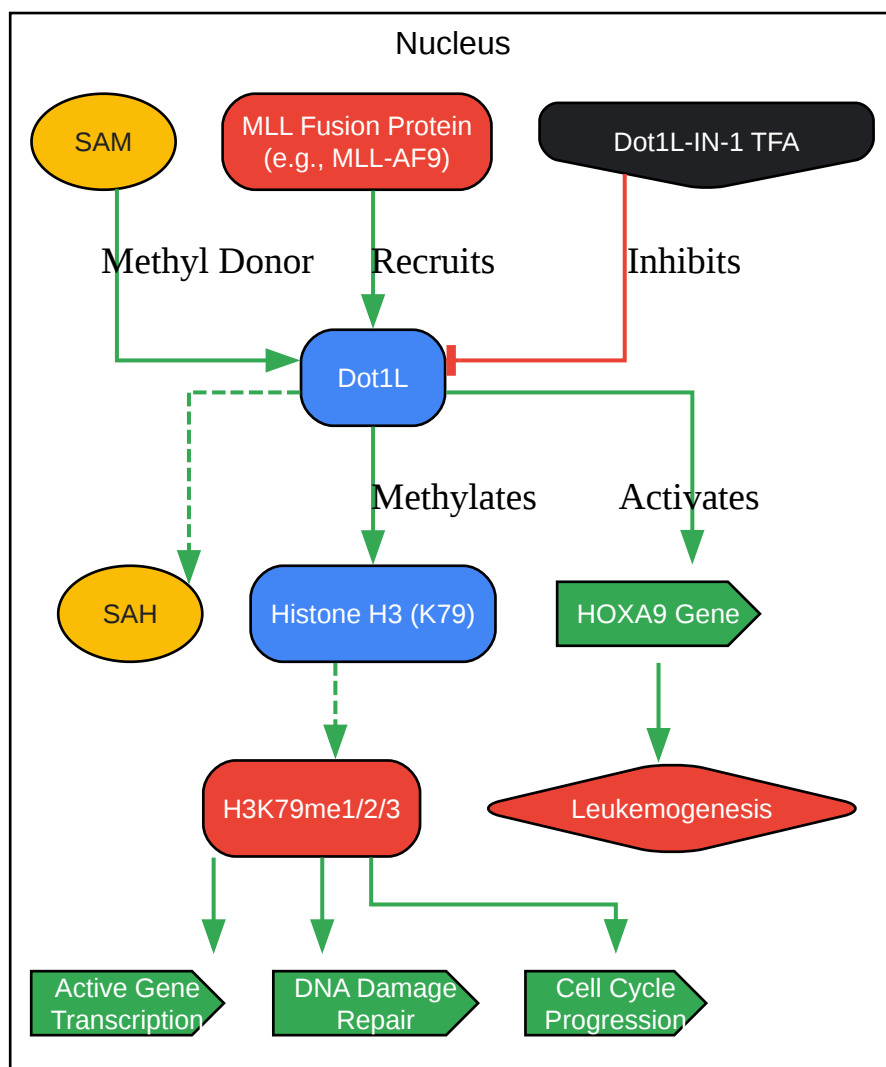 Nucleus
SAM
MLL Fusion Protein
(e.g., MLL-AF9)
Dot1L-IN-1 TFA
Methyl Donor
Recruits
Inhibits
Dot1L
Methylates
Activates
SAH
Histone H3 (K79)
HOXA9 Gene
H3K79me1/2/3
Leukemogenesis
Active Gene
Transcription
DNA Damage
Repair
Cell Cycle
Progression